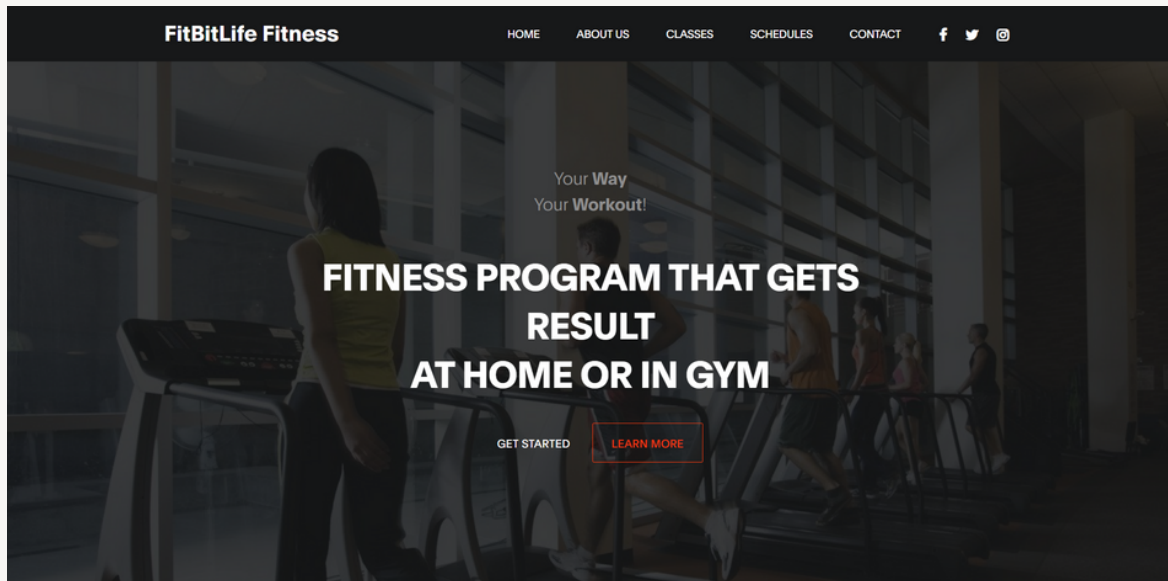 FitBitLife Fitness
HOME ABOUT US CLASSES SCHEDULES CONTACT
Your Way
Your Workout!
FITNESS PROGRAM THAT GETS
RESULT
AT HOME OR IN GYM
GET STARTED LEARN MORE